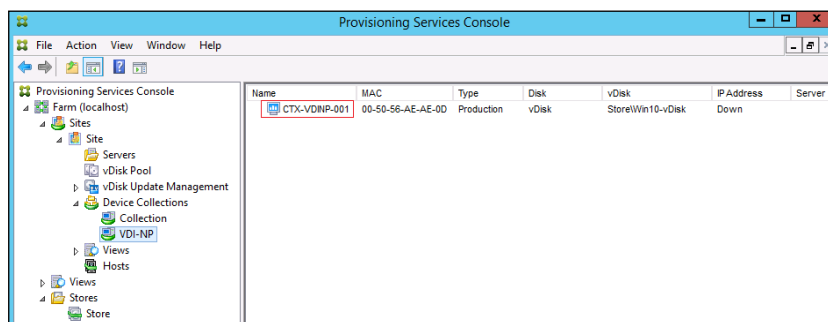 Provisioning Services Console
File Action View Window Help
Provisioning Services Console
Farm (localhost)
Sites
Site
Servers
vDisk Pool
vDisk Update Management
Device Collections
Collection
VDI-NP
Views
Hosts
Views
Stores
Store
Name MAC Type Disk vDisk IP Address Server
CTX-VDINP-001 00-50-56-AE-AE-0D Production vDisk Store\Win10-vDisk Down